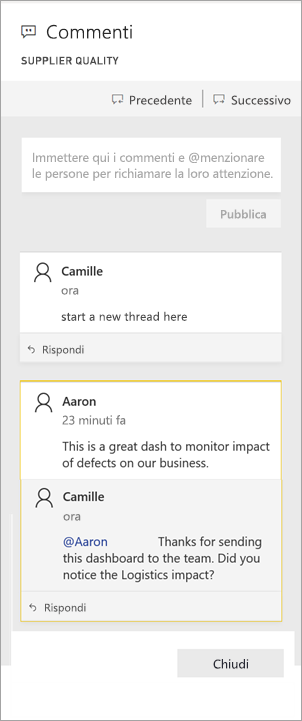 Commenti
SUPPLIER QUALITY
Precedente
Successivo
Immettere qui i commenti e @menzionare
le persone per richiamare la loro attenzione.
Pubblica
Camille
ora
start a new thread here
Rispondi
Aaron
23 minuti fa
This is a great dash to monitor impact
of defects on our business.
Camille
ora
@Aaron Thanks for sending
this dashboard to the team. Did you
notice the Logistics impact?
Rispondi
Chiudi